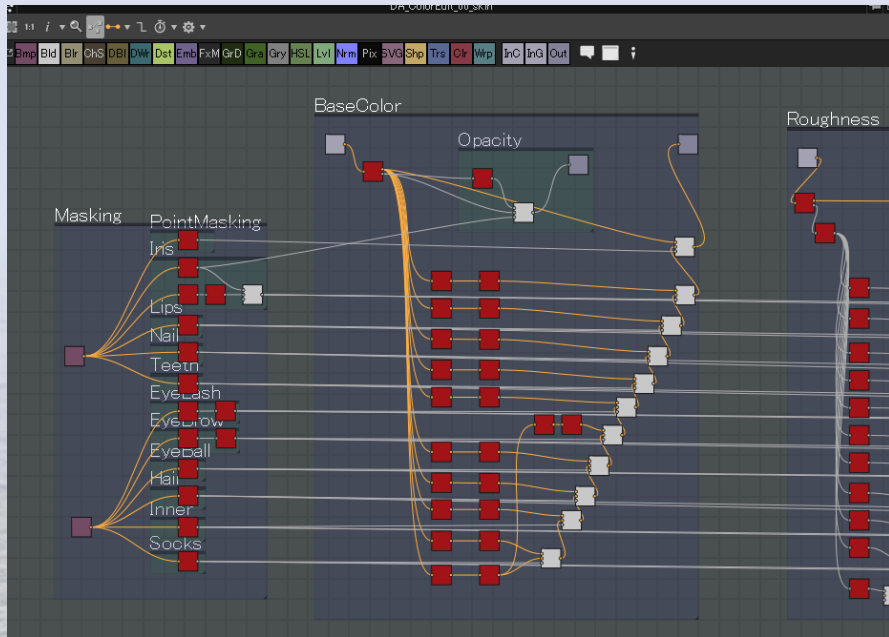 DA_ColorEdit_00_skin
1:1 i
Bmp Bld Blr ChS DBl DWr Dst Emb FxM GrD Gra Gry HSL Lvl Nrm Pix SVG Shp Trs Clr Wrp InC InG Out
BaseColor
Roughness
Opacity
Masking
PointMasking
Iris
Lips
Nail
Teeth
EyeLash
EyeBrow
EyeBall
Hair
Inner
Socks